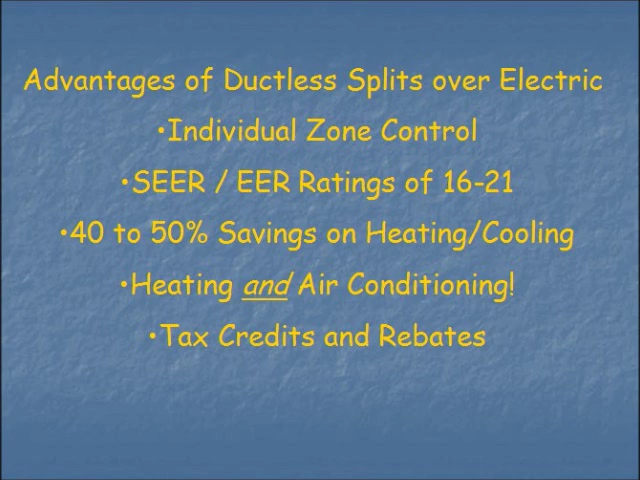 Advantages of Ductless Splits over Electric
•Individual Zone Control
•SEER / EER Ratings of 16-21
•40 to 50% Savings on Heating/Cooling
•Heating and Air Conditioning!
•Tax Credits and Rebates